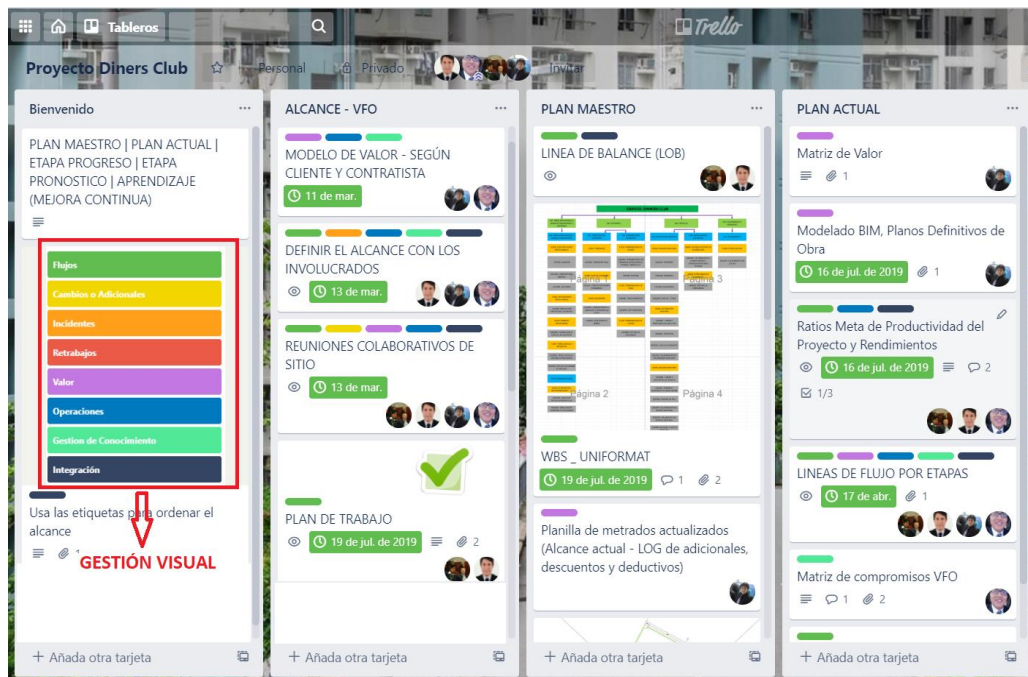 Tableros
Trello
Proyecto Diners Club
Personal
Privado
Invitar
Bienvenido
PLAN MAESTRO | PLAN ACTUAL |
ETAPA PROGRESO | ETAPA
PRONOSTICO | APRENDIZAJE
(MEJORA CONTINUA)
Flujos
Cambios o Adicionales
Incidentes
Retrabajos
Valor
Operaciones
Gestion de Conocimiento
Integración
Usa las etiquetas para ordenar el
alcance
1
GESTIÓN VISUAL
+ Añada otra tarjeta
ALCANCE - VFO
MODELO DE VALOR - SEGÚN
CLIENTE Y CONTRATISTA
11 de mar.
DEFINIR EL ALCANCE CON LOS
INVOLUCRADOS
13 de mar.
REUNIONES COLABORATIVOS DE
SITIO
13 de mar.
PLAN DE TRABAJO
19 de jul. de 2019
2
+ Añada otra tarjeta
PLAN MAESTRO
LINEA DE BALANCE (LOB)
Página 1
Página 3
Página 2
Página 4
WBS _ UNIFORMAT
19 de jul. de 2019 1 2
Planilla de metrados actualizados
(Alcance actual - LOG de adicionales,
descuentos y deductivos)
+ Añada otra tarjeta
PLAN ACTUAL
Matriz de Valor
1
Modelado BIM, Planos Definitivos de
Obra
16 de jul. de 2019 1
Ratios Meta de Productividad del
Proyecto y Rendimientos
16 de jul. de 2019 2
1/3
LINEAS DE FLUJO POR ETAPAS
17 de abr. 1
Matriz de compromisos VFO
1 2
+ Añada otra tarjeta